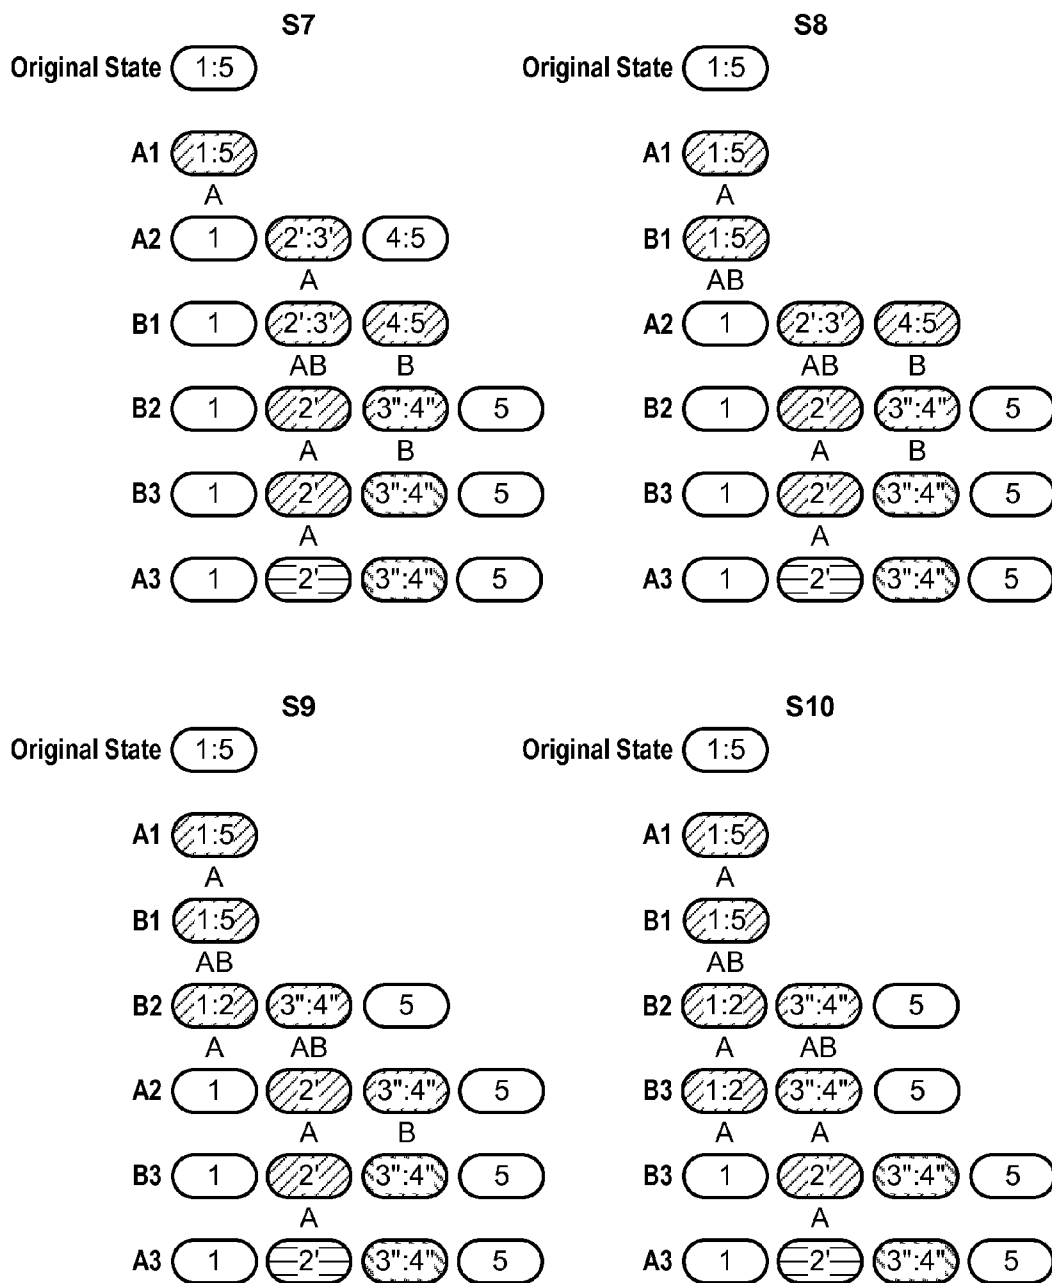 S7
Original State 1:5
A1 1:5
A
A2 1 2':3' 4:5
A
B1 1 2':3' 4:5
AB B
B2 1 2' 3":4" 5
A B
B3 1 2' 3":4" 5
A
A3 1 2' 3":4" 5
S8
Original State 1:5
A1 1:5
A
B1 1:5
AB
A2 1 2':3' 4:5
AB B
B2 1 2' 3":4" 5
A B
B3 1 2' 3":4" 5
A
A3 1 2' 3":4" 5
S9
Original State 1:5
A1 1:5
A
B1 1:5
AB
B2 1:2 3":4" 5
A AB
A2 1 2' 3":4" 5
A B
B3 1 2' 3":4" 5
A
A3 1 2' 3":4" 5
S10
Original State 1:5
A1 1:5
A
B1 1:5
AB
B2 1:2 3":4" 5
A AB
B3 1:2 3":4" 5
A A
B3 1 2' 3":4" 5
A
A3 1 2' 3":4" 5